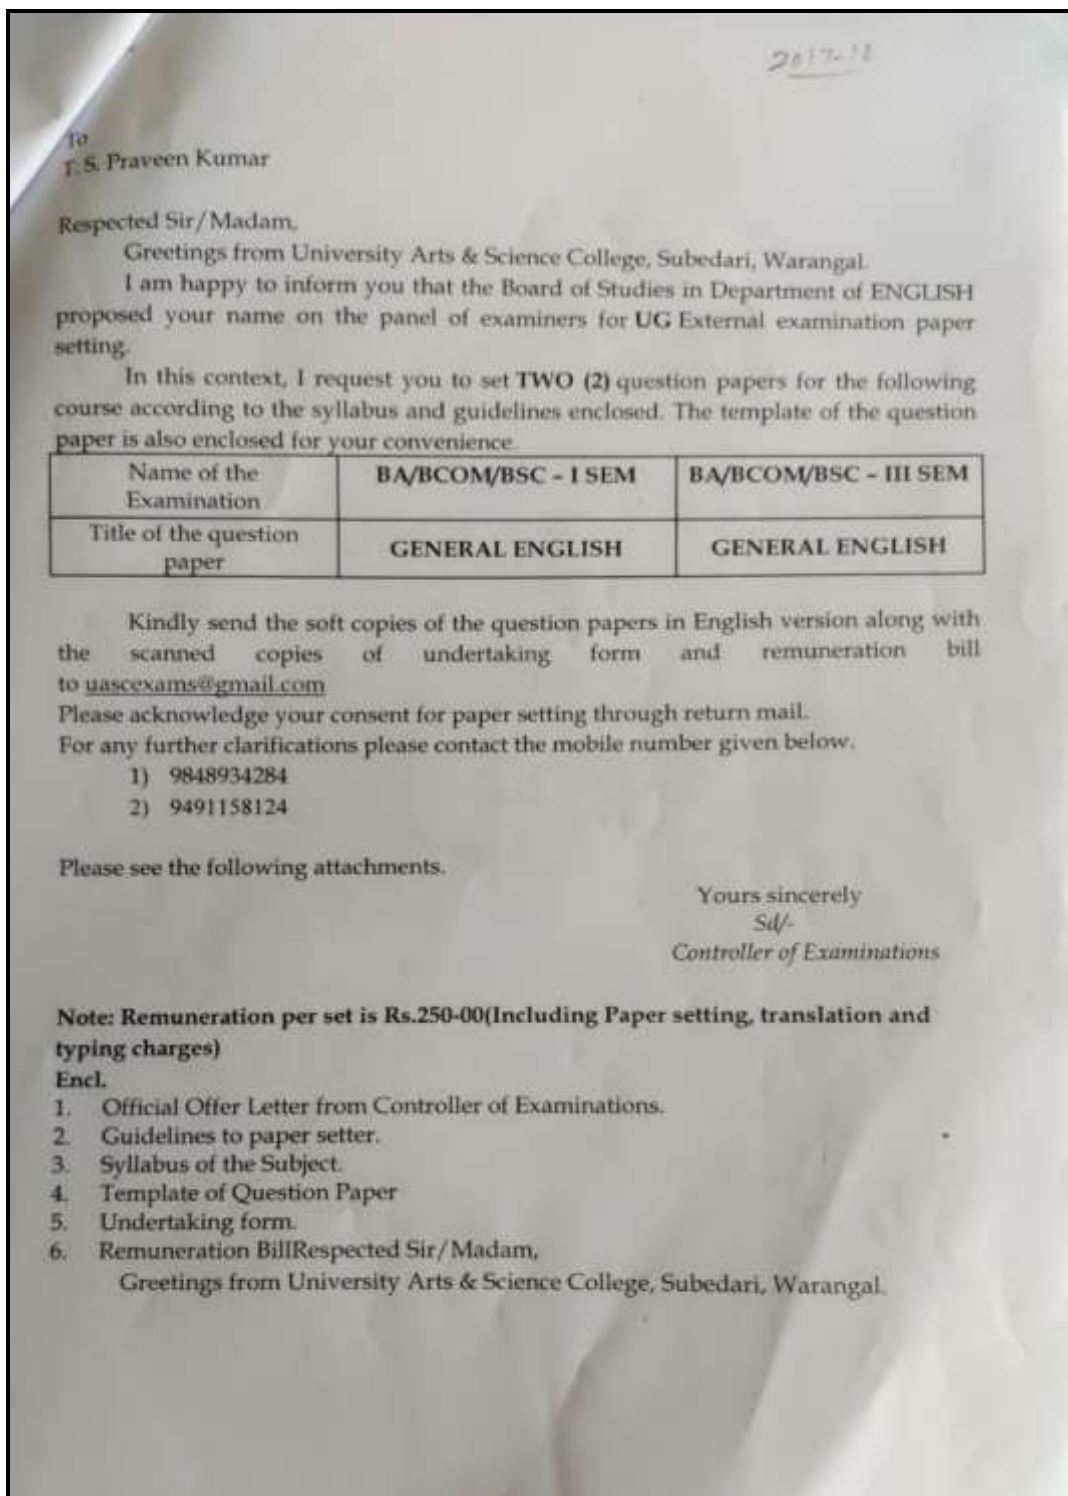 2017-18
To
T. S. Praveen Kumar
Respected Sir/Madam,
Greetings from University Arts & Science College, Subedari, Warangal.
I am happy to inform you that the Board of Studies in Department of ENGLISH
proposed your name on the panel of examiners for UG External examination paper
setting.
In this context, I request you to set TWO (2) question papers for the following
course according to the syllabus and guidelines enclosed. The template of the question
paper is also enclosed for your convenience.
Name of the BA/BCOM/BSC – I SEM BA/BCOM/BSC – III SEM
Examination
Title of the question GENERAL ENGLISH GENERAL ENGLISH
paper
Kindly send the soft copies of the question papers in English version along with
the scanned copies of undertaking form and remuneration bill
to uascexams@gmail.com
Please acknowledge your consent for paper setting through return mail.
For any further clarifications please contact the mobile number given below.
1) 9848934284
2) 9491158124
Please see the following attachments.
Yours sincerely
Sd/-
Controller of Examinations
Note: Remuneration per set is Rs.250-00(Including Paper setting, translation and
typing charges)
Encl.
1. Official Offer Letter from Controller of Examinations.
2. Guidelines to paper setter.
3. Syllabus of the Subject.
4. Template of Question Paper
5. Undertaking form.
6. Remuneration BillRespected Sir/Madam,
Greetings from University Arts & Science College, Subedari, Warangal.